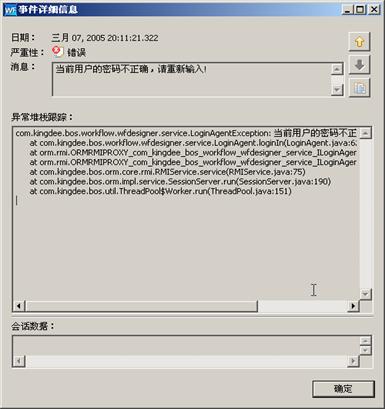 WF 事件详细信息
日期： 三月 07, 2005 20:11:21.322
严重性： 错误
消息： 当前用户的密码不正确，请重新输入!
异常堆栈跟踪：
com.kingdee.bos.workflow.wfdesigner.service.LoginAgentException: 当前用户的密码不正
at com.kingdee.bos.workflow.wfdesigner.service.LoginAgent.loginIn(LoginAgent.java:62
at orm.rmi.ORMRMIPROXY_com_kingdee_bos_workflow_wfdesigner_service_ILoginAgen
at orm.rmi.ORMRMIPROXY_com_kingdee_bos_workflow_wfdesigner_service_ILoginAgen
at com.kingdee.bos.orm.core.rmi.RMIService.service(RMIService.java:75)
at com.kingdee.bos.orm.impl.service.SessionServer.run(SessionServer.java:190)
at com.kingdee.bos.util.ThreadPool$Worker.run(ThreadPool.java:151)
会话数据：
确定